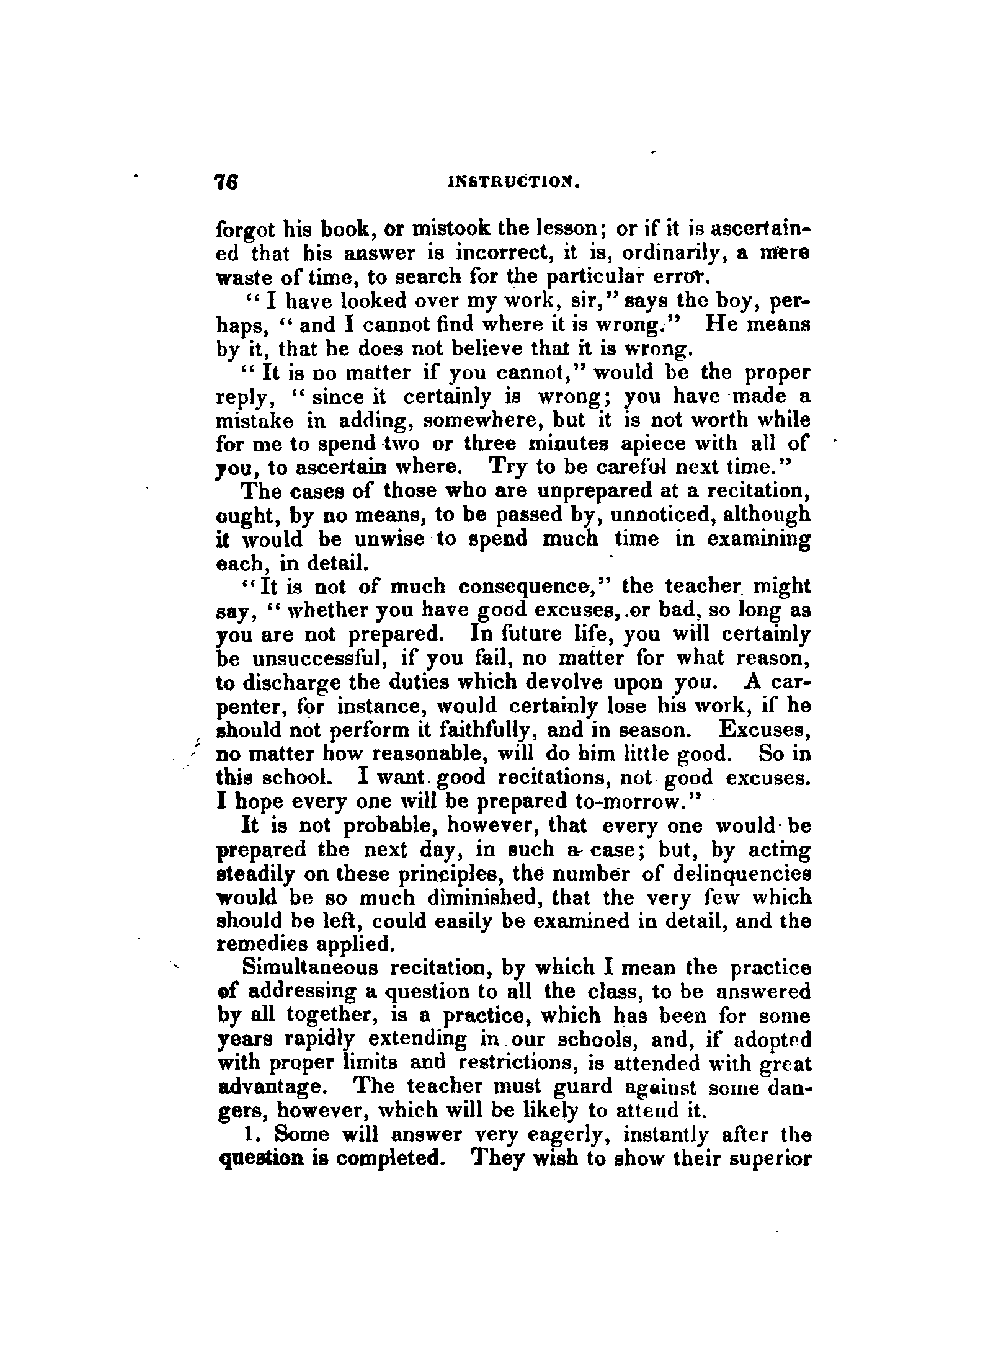 76 INSTRUCTION.
forgot his book, or mistook the lesson; or if it is ascertain-
ed that his answer is incorrect, it is, ordinarily, a mere
waste of time, to search for the particular error.
“ I have looked over my work, sir,” says the boy, per-
haps, “ and I cannot find where it is wrong.” He means
by it, that he does not believe that it is wrong.
“ It is no matter if you cannot,” would be the proper
reply, “ since it certainly is wrong; you have made a
mistake in adding, somewhere, but it is not worth while
for me to spend two or three minutes apiece with all of
you, to ascertain where. Try to be careful next time.”
The cases of those who are unprepared at a recitation,
ought, by no means, to be passed by, unnoticed, although
it would be unwise to spend much time in examining
each, in detail.
“ It is not of much consequence,” the teacher might
say, “ whether you have good excuses, or bad, so long as
you are not prepared. In future life, you will certainly
be unsuccessful, if you fail, no matter for what reason,
to discharge the duties which devolve upon you. A car-
penter, for instance, would certainly lose his work, if he
should not perform it faithfully, and in season. Excuses,
no matter how reasonable, will do him little good. So in
this school. I want good recitations, not good excuses.
I hope every one will be prepared to-morrow.”
It is not probable, however, that every one would be
prepared the next day, in such a case; but, by acting
steadily on these principles, the number of delinquencies
would be so much diminished, that the very few which
should be left, could easily be examined in detail, and the
remedies applied.
Simultaneous recitation, by which I mean the practice
of addressing a question to all the class, to be answered
by all together, is a practice, which has been for some
years rapidly extending in our schools, and, if adopted
with proper limits and restrictions, is attended with great
advantage. The teacher must guard against some dan-
gers, however, which will be likely to attend it.
1. Some will answer very eagerly, instantly after the
question is completed. They wish to show their superior